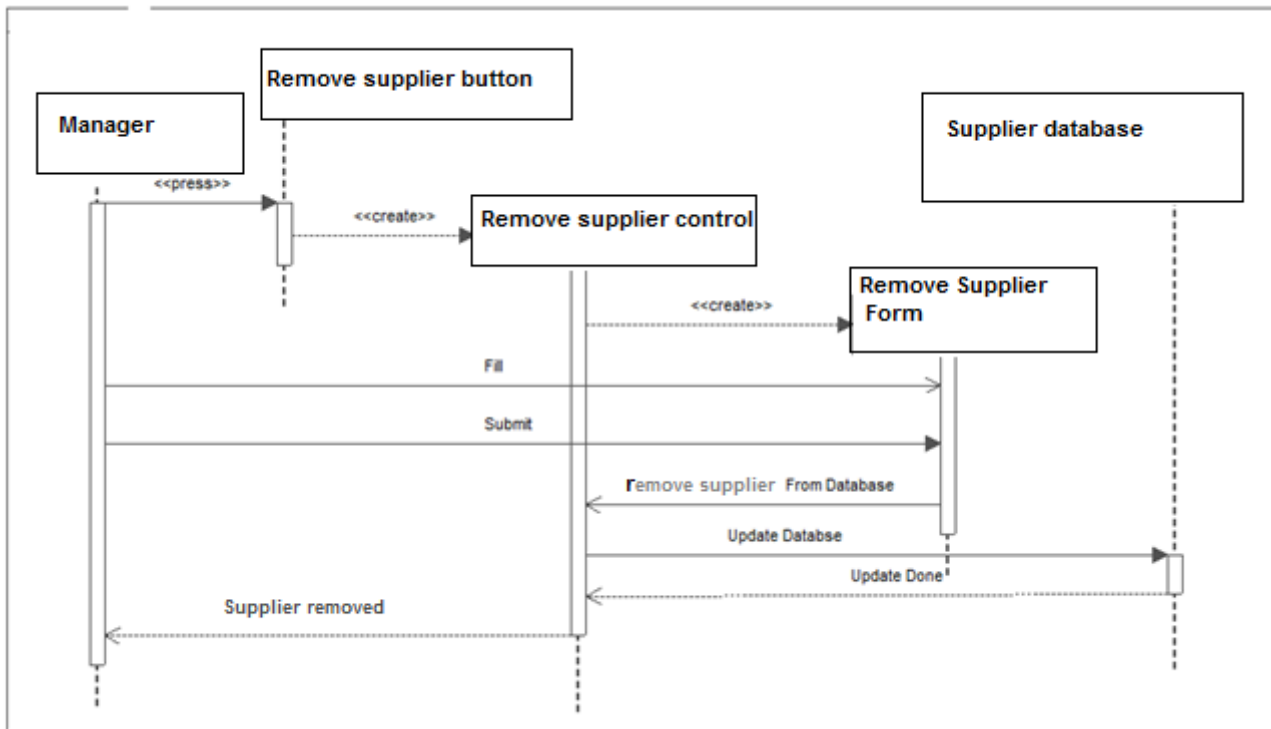 Remove supplier button
Manager
Supplier database
<<press>>
<<create>>
Remove supplier control
Remove Supplier
Form
<<create>>
Fill
Submit
remove supplier From Database
Update Databse
Update Done
Supplier removed